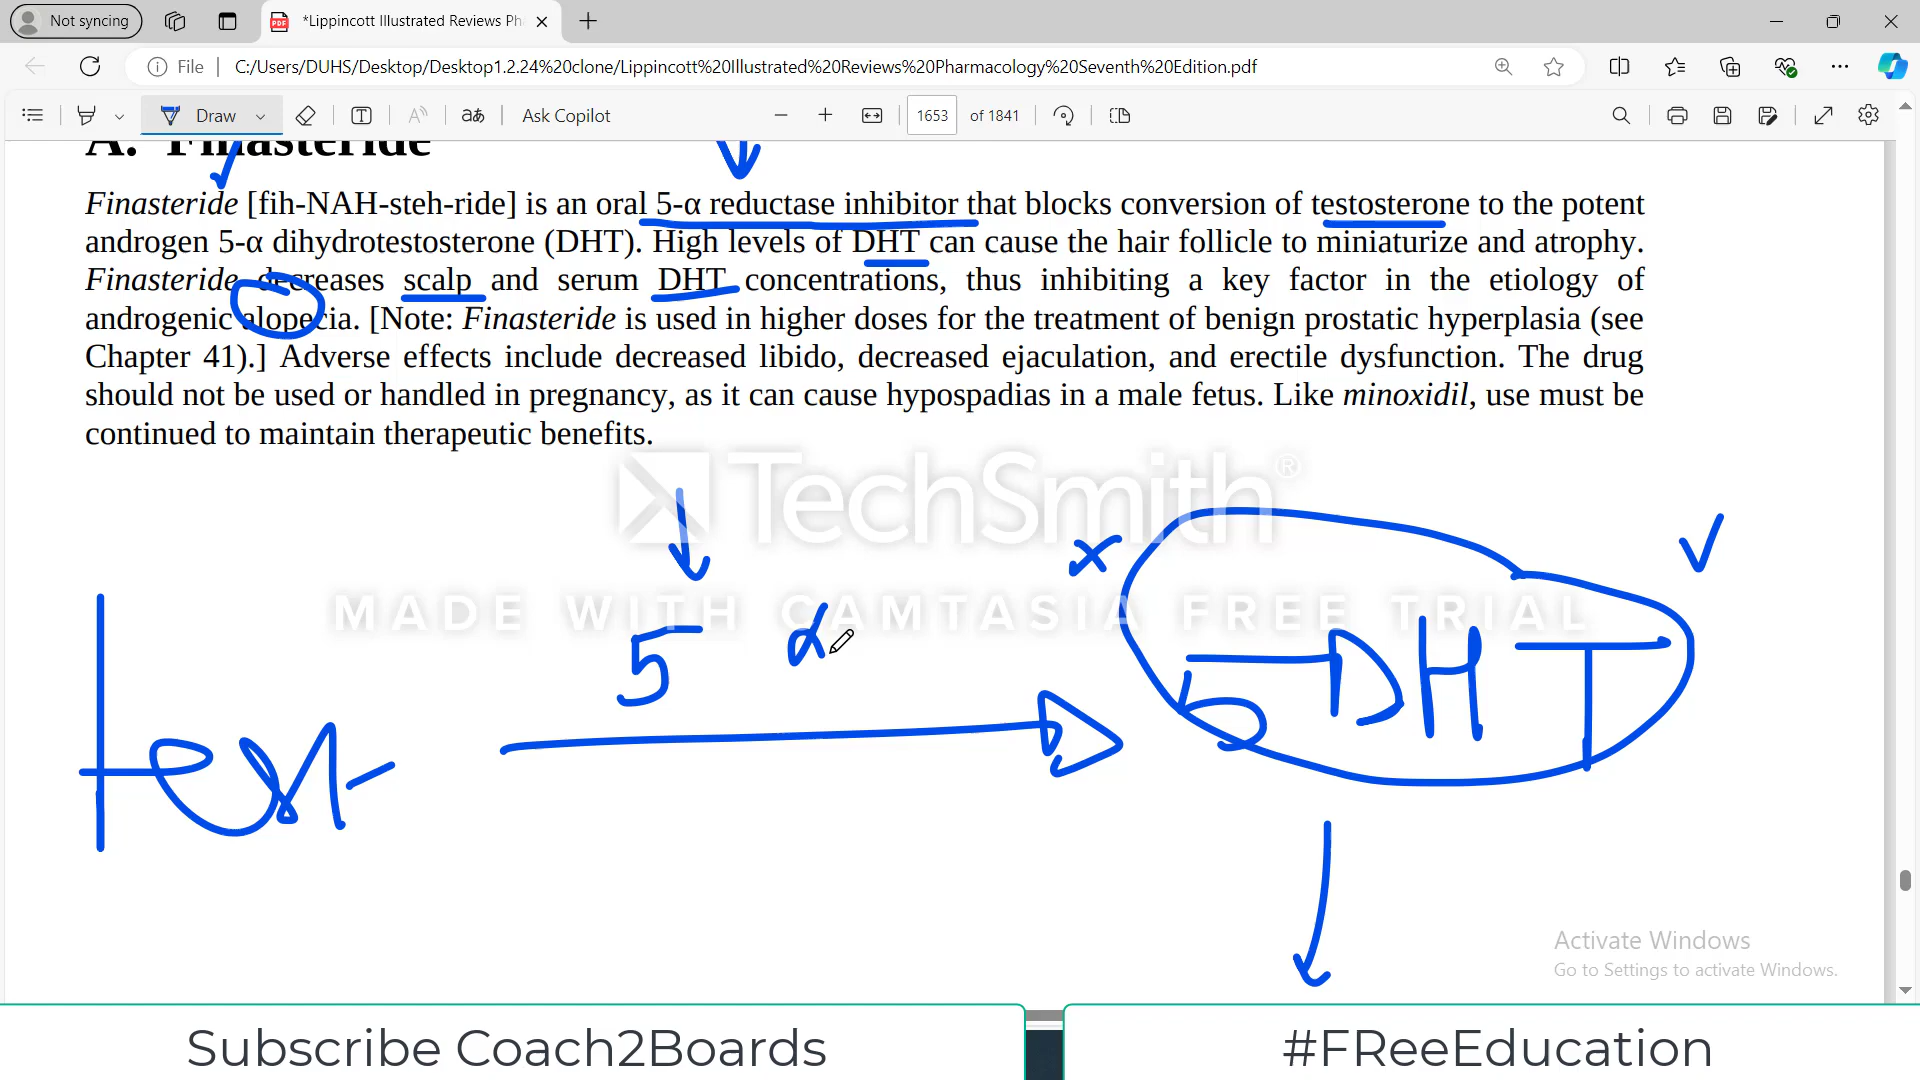 Not syncing
*Lippincott Illustrated Reviews Ph
File
C:/Users/DUHS/Desktop/Desktop1.2.24%20clone/Lippincott%20Illustrated%20Reviews%20Pharmacology%20Seventh%20Edition.pdf
Draw
aあ
Ask Copilot
1653 of 1841
A. Finasteride
Finasteride [fih-NAH-steh-ride] is an oral 5-α reductase inhibitor that blocks conversion of testosterone to the potent
androgen 5-α dihydrotestosterone (DHT). High levels of DHT can cause the hair follicle to miniaturize and atrophy.
Finasteride decreases scalp and serum DHT concentrations, thus inhibiting a key factor in the etiology of
androgenic alopecia. [Note: Finasteride is used in higher doses for the treatment of benign prostatic hyperplasia (see
Chapter 41).] Adverse effects include decreased libido, decreased ejaculation, and erectile dysfunction. The drug
should not be used or handled in pregnancy, as it can cause hypospadias in a male fetus. Like minoxidil, use must be
continued to maintain therapeutic benefits.
TechSmith®
MADE WITH CAMTASIA FREE TRIAL
5 α
5 DHT
Activate Windows
Go to Settings to activate Windows.
Subscribe Coach2Boards
#FReeEducation